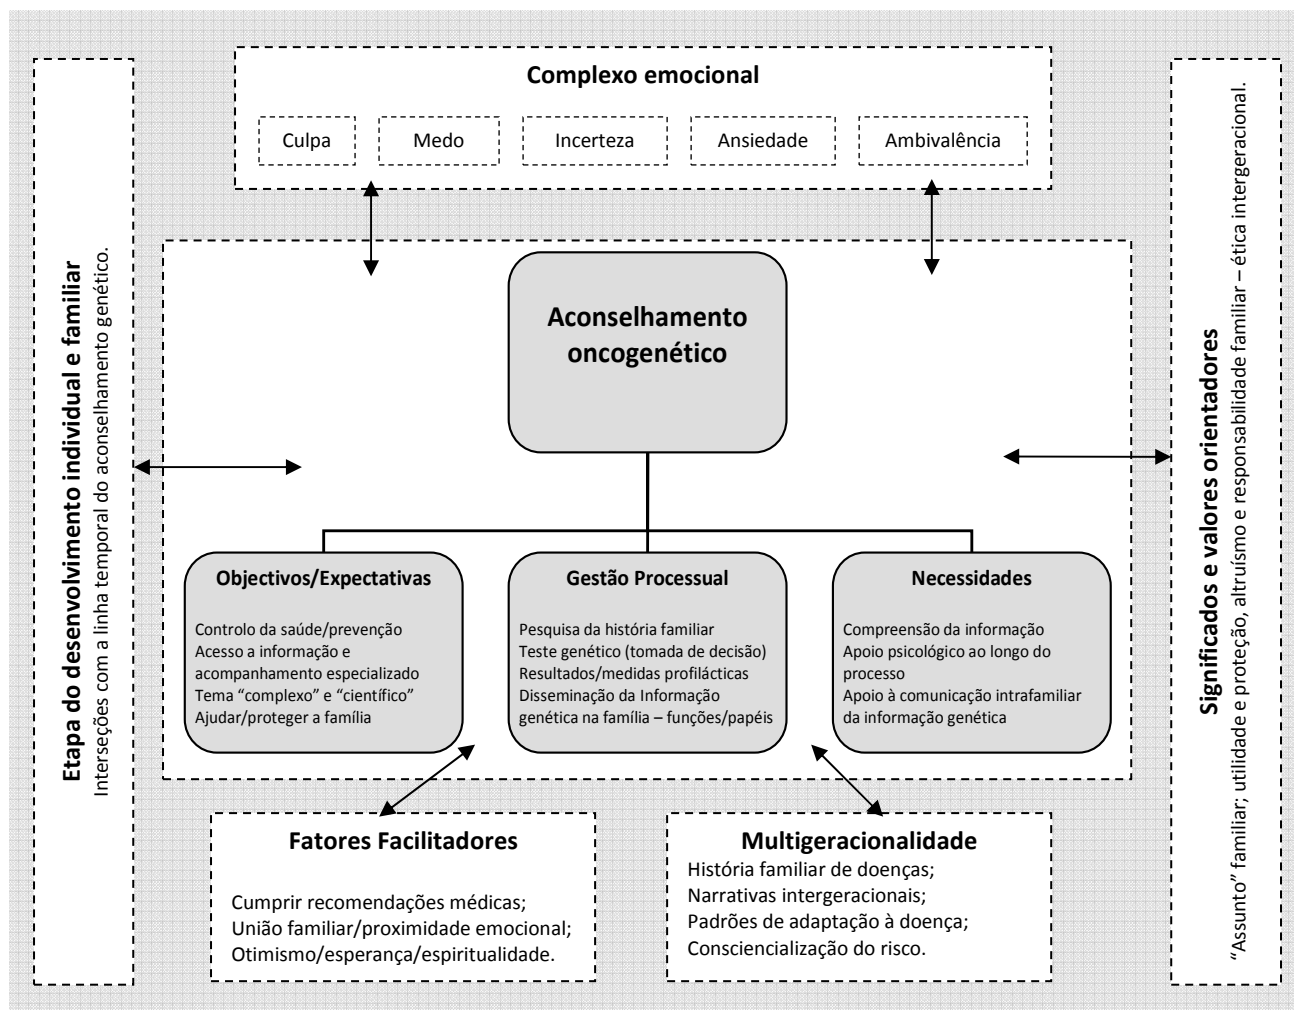 Complexo emocional
Culpa
Medo
Incerteza
Ansiedade
Ambivalência
Etapa do desenvolvimento individual e familiar
Interseções com a linha temporal do aconselhamento genético.
Aconselhamento
oncogenético
Objectivos/Expectativas
Controlo da saúde/prevenção
Acesso a informação e
acompanhamento especializado
Tema “complexo” e “científico”
Ajudar/proteger a família
Gestão Processual
Pesquisa da história familiar
Teste genético (tomada de decisão)
Resultados/medidas profilácticas
Disseminação da Informação
genética na família – funções/papéis
Necessidades
Compreensão da informação
Apoio psicológico ao longo do
processo
Apoio à comunicação intrafamiliar
da informação genética
Significados e valores orientadores
“Assunto” familiar; utilidade e proteção, altruísmo e responsabilidade familiar – ética intergeracional.
Fatores Facilitadores
Cumprir recomendações médicas;
União familiar/proximidade emocional;
Otimismo/esperança/espiritualidade.
Multigeracionalidade
História familiar de doenças;
Narrativas intergeracionais;
Padrões de adaptação à doença;
Consciencialização do risco.